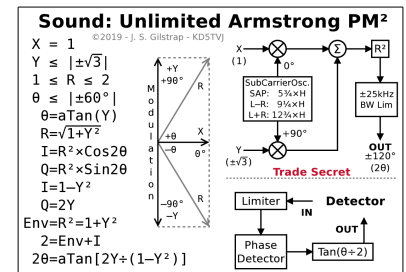 Sound: Unlimited Armstrong PM²
©2019 - J. S. Gilstrap - KD5TVJ
X = 1
Y ≤ |±√3|
1 ≤ R ≤ 2
θ ≤ |±60°|
θ=aTan(Y)
R=√1+Y²
I=R²×Cos2θ
Q=R²×Sin2θ
I=1−Y²
Q=2Y
Env=R²=1+Y²
2=Env+I
2θ=aTan[2Y÷(1−Y²)]
Modulation
+Y
+90°
R
+θ
−θ
X
0°
−90°
−Y
R
X
(1)
0°
Σ
R²
SubCarrierOsc.
SAP: 5¾×H
L−R: 9¼×H
L+R: 12¾×H
±25kHz
BW Lim
+90°
Y
(±√3)
OUT
±120°
(2θ)
Trade Secret
Limiter
IN
Detector
OUT
Phase
Detector
Tan(θ÷2)